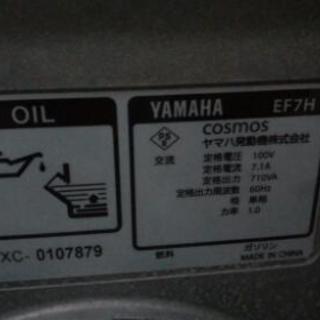 OIL
XC- 0107879
YAMAHA EF7H
cosmos
ヤマハ発動機株式会社
PS
E
交流
定格電圧 100V
定格電流 7.1A
定格出力 710VA
定格出力周波数 60Hz
相 単相
力率 1.0
燃料 ガソリン
MADE IN CHINA